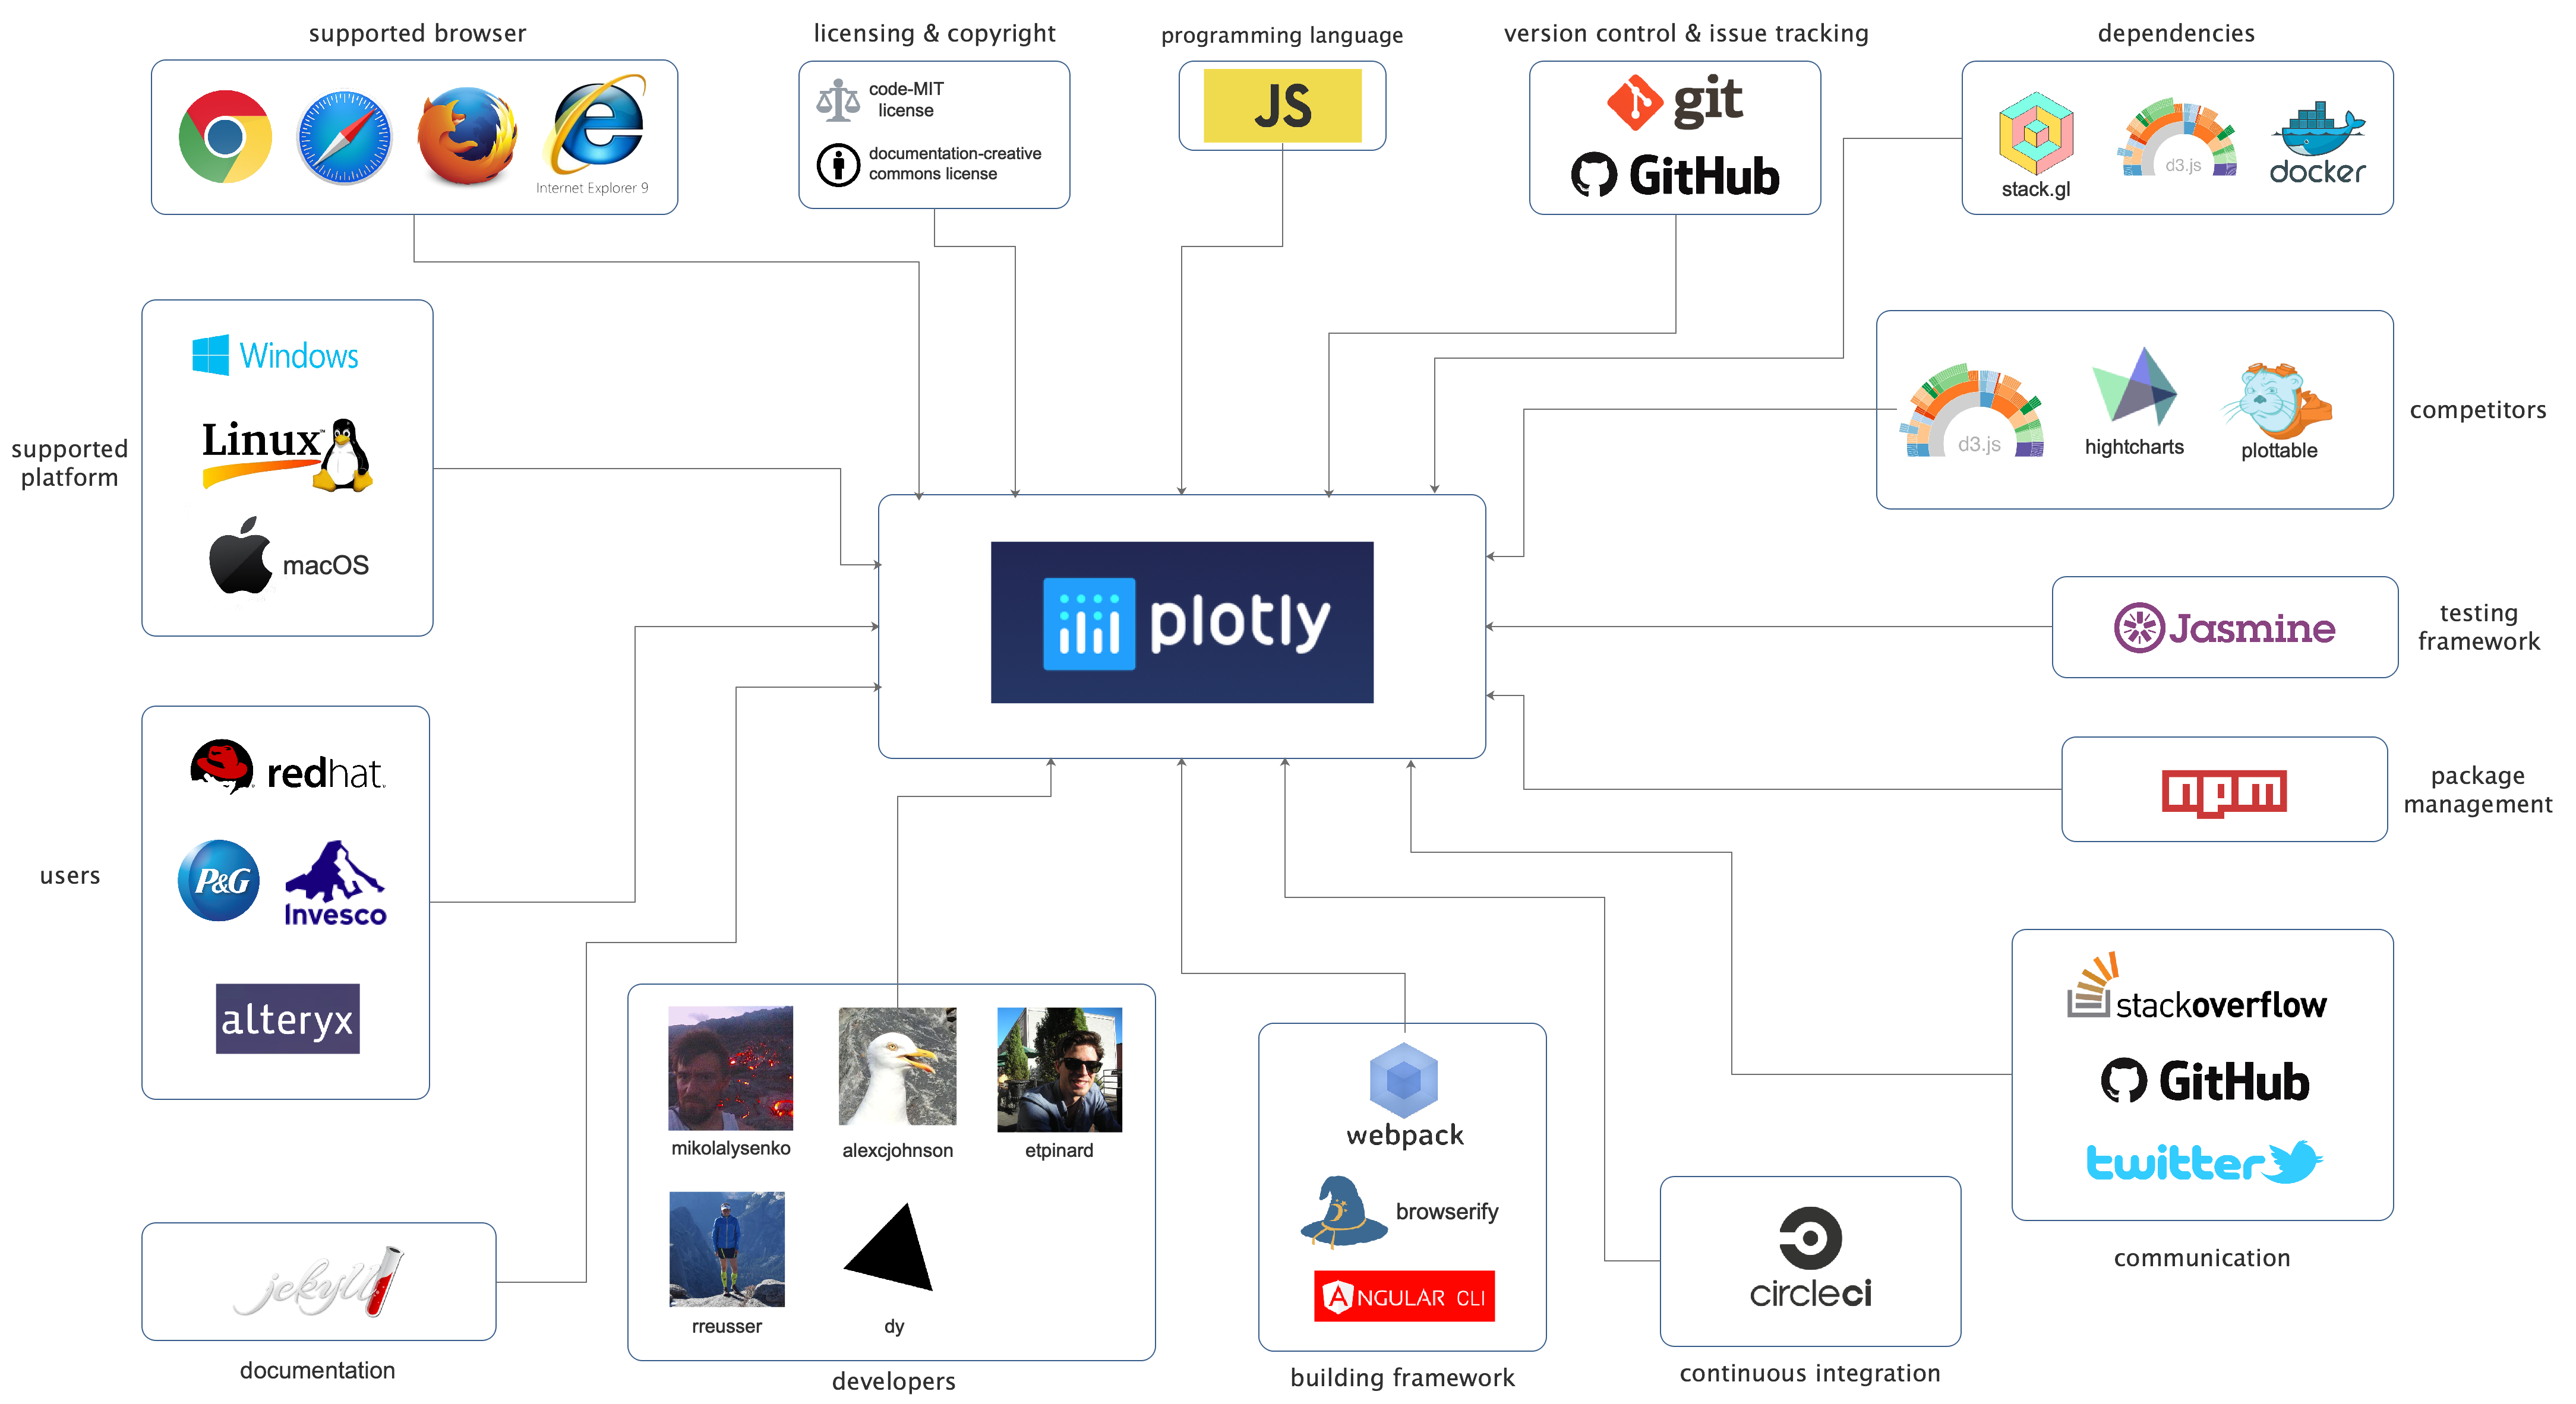 supported browser
licensing & copyright
programming language
version control & issue tracking
dependencies
Internet Explorer 9
code-MIT
license
documentation-creative
commons license
JS
git
GitHub
stack.gl
d3.js
docker
supported
platform
Windows
Linux™
macOS
d3.js
hightcharts
plottable
competitors
plotly
Jasmine
testing
framework
npm
package
management
users
redhat.
P&G
Invesco
alteryx
jekyll
documentation
mikolalysenko
alexcjohnson
etpinard
rreusser
dy
developers
webpack
browserify
ANGULAR CLI
building framework
circleci
continuous integration
stackoverflow
GitHub
twitter
communication